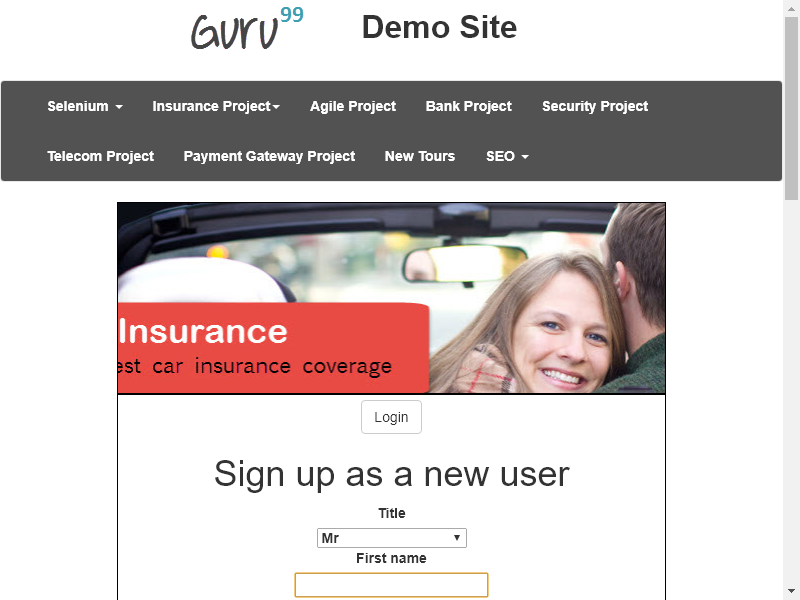 Guru99 Demo Site
Selenium Insurance Project Agile Project Bank Project Security Project
Telecom Project Payment Gateway Project New Tours SEO
Insurance
est car insurance coverage
Login
Sign up as a new user
Title
Mr
First name